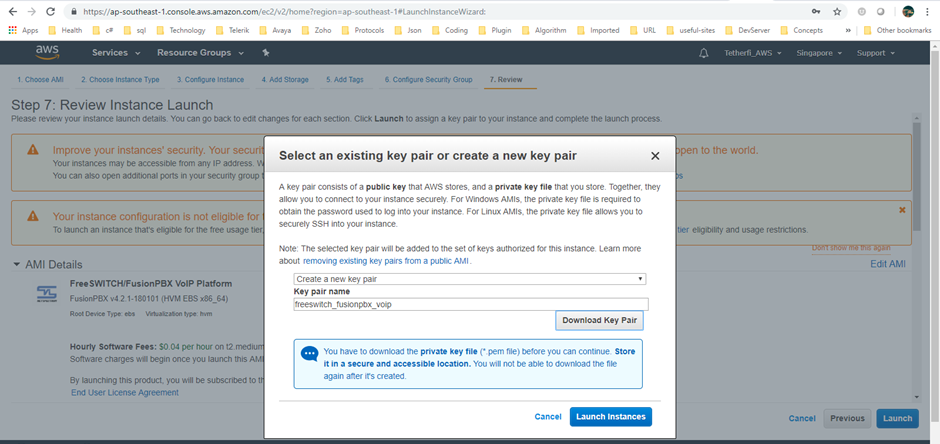 https://ap-southeast-1.console.aws.amazon.com/ec2/v2/home?region=ap-southeast-1#LaunchInstanceWizard:
Apps Health c# sql Technology Telerik Avaya Zoho Protocols Json Coding Plugin Algorithm Imported URL useful-sites DevServer Concepts » Other bookmarks
aws Services Resource Groups Tetherfi_AWS Singapore Support
1. Choose AMI 2. Choose Instance Type 3. Configure Instance 4. Add Storage 5. Add Tags 6. Configure Security Group 7. Review
Step 7: Review Instance Launch
Please review your instance launch details. You can go back to edit changes for each section. Click Launch to assign a key pair to your instance and complete the launch process.
Improve your instances' security. Your secur open to the world.
Your instances may be accessible from any IP address. W
You can also open additional ports in your security group
Your instance configuration is not eligible for
To launch an instance that's eligible for the free usage tier, tier eligibility and usage restrictions.
Don't show me this again
AMI Details Edit AMI
FreeSWITCH/FusionPBX VoIP Platform
FusionPBX v4.2.1-180101 (HVM EBS x86_64)
Root Device Type: ebs Virtualization type: hvm
Hourly Software Fees: $0.04 per hour on t2.medium
Software charges will begin once you launch this AMI
By launching this product, you will be subscribed to
End User License Agreement
Select an existing key pair or create a new key pair
A key pair consists of a public key that AWS stores, and a private key file that you store. Together, they
allow you to connect to your instance securely. For Windows AMIs, the private key file is required to
obtain the password used to log into your instance. For Linux AMIs, the private key file allows you to
securely SSH into your instance.
Note: The selected key pair will be added to the set of keys authorized for this instance. Learn more
about removing existing key pairs from a public AMI.
Create a new key pair
Key pair name
freeswitch_fusionpbx_voip
Download Key Pair
You have to download the private key file (*.pem file) before you can continue. Store
it in a secure and accessible location. You will not be able to download the file
again after it's created.
Cancel Launch Instances
Cancel Previous Launch